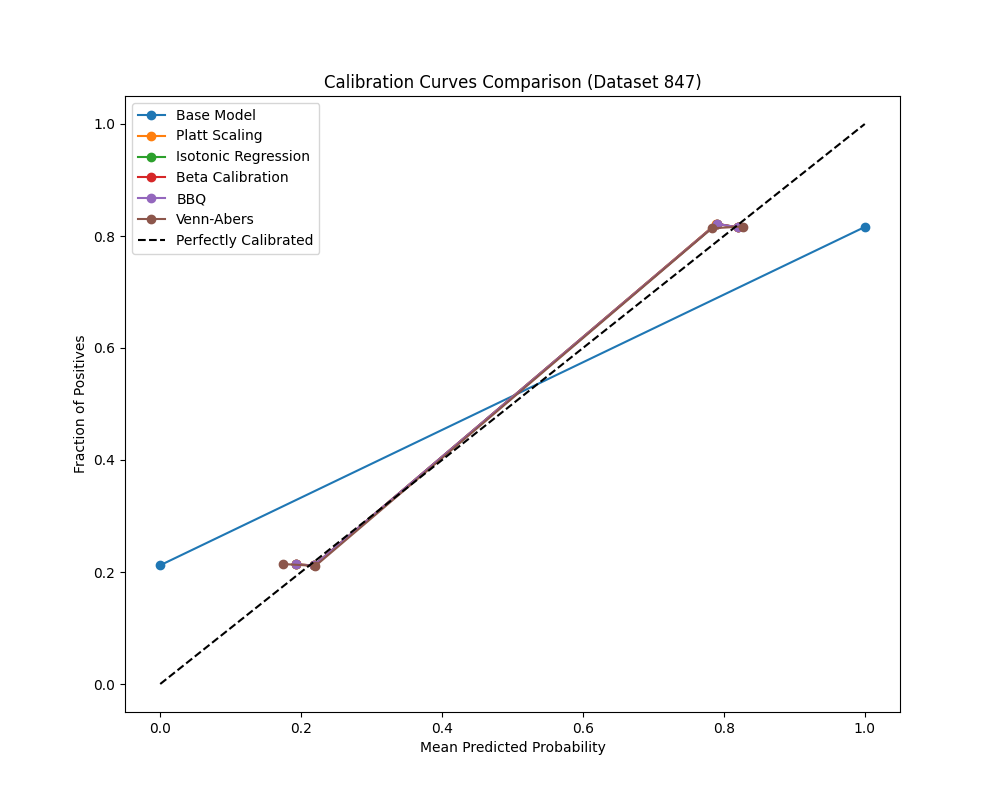 Calibration Curves Comparison (Dataset 847)
Base Model
Platt Scaling
Isotonic Regression
Beta Calibration
BBQ
Venn-Abers
Perfectly Calibrated
1.0
0.8
0.6
0.4
0.2
0.0
Fraction of Positives
0.0 0.2 0.4 0.6 0.8 1.0
Mean Predicted Probability